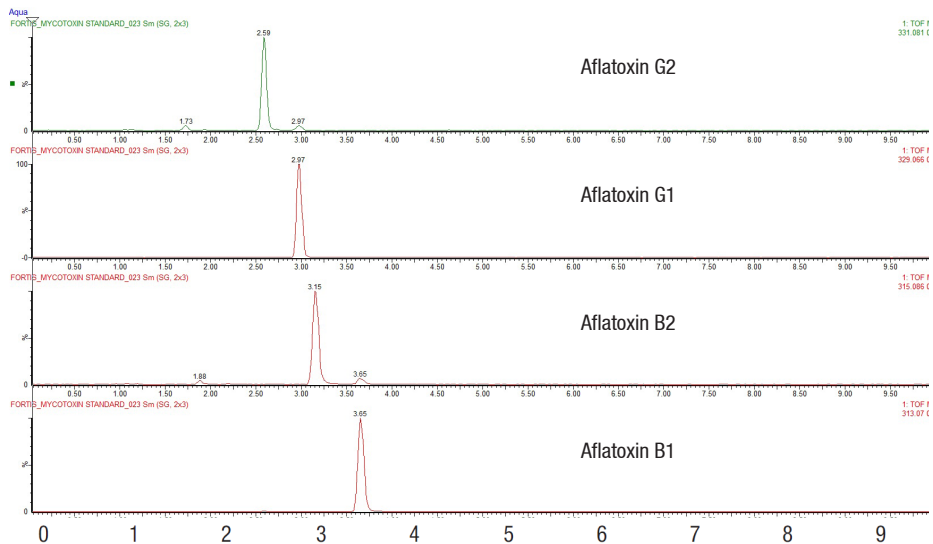 Aqua
FORTIS_MYCOTOXIN STANDARD_023 Sm (SG, 2x3)
1: TOF M
331.081 0
2.59
Aflatoxin G2
%
1.73
2.97
0
0.50 1.00 1.50 2.00 2.50 3.00 3.50 4.00 4.50 5.00 5.50 6.00 6.50 7.00 7.50 8.00 8.50 9.00 9.50
FORTIS_MYCOTOXIN STANDARD_023 Sm (SG, 2x3)
1: TOF M
329.066 0
2.97
100
Aflatoxin G1
%
-0
0.50 1.00 1.50 2.00 2.50 3.00 3.50 4.00 4.50 5.00 5.50 6.00 6.50 7.00 7.50 8.00 8.50 9.00 9.50
FORTIS_MYCOTOXIN STANDARD_023 Sm (SG, 2x3)
1: TOF M
315.086 0
3.15
Aflatoxin B2
%
1.88
3.65
0
0.50 1.00 1.50 2.00 2.50 3.00 3.50 4.00 4.50 5.00 5.50 6.00 6.50 7.00 7.50 8.00 8.50 9.00 9.50
FORTIS_MYCOTOXIN STANDARD_023 Sm (SG, 2x3)
1: TOF M
313.07 0
3.65
Aflatoxin B1
%
0
0 1 2 3 4 5 6 7 8 9